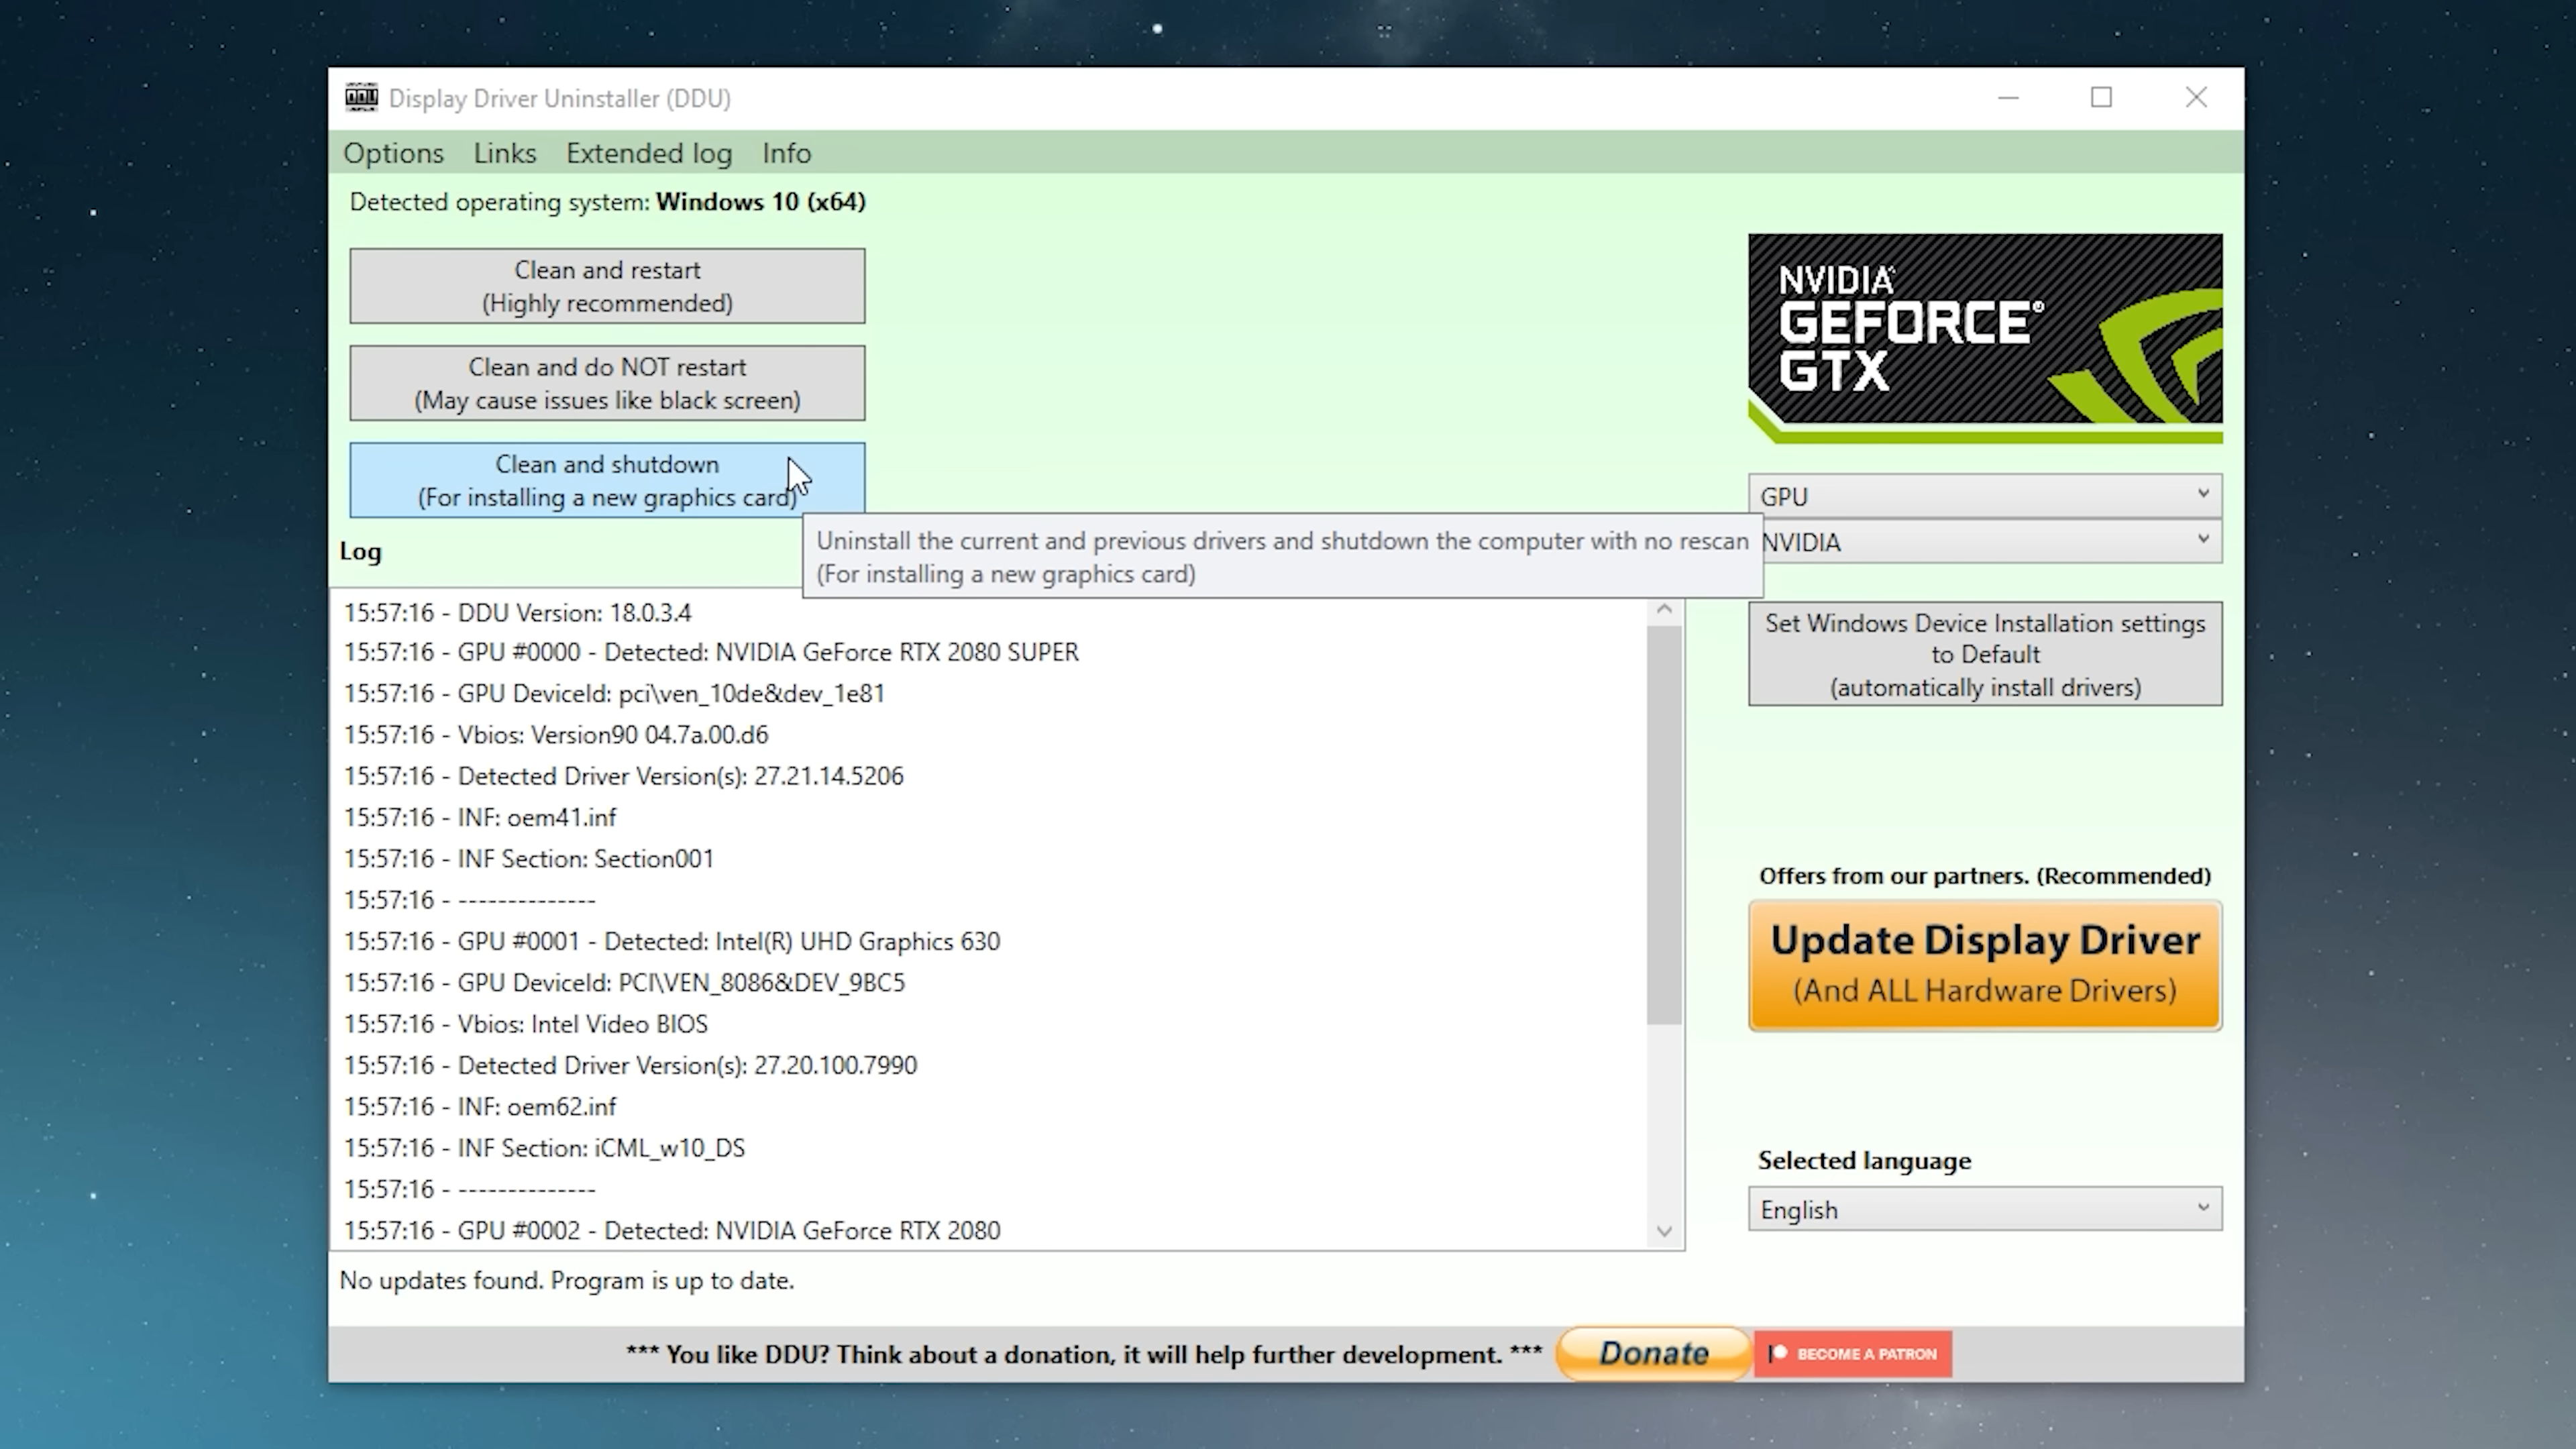 Display Driver Uninstaller (DDU)
Options Links Extended log Info
Detected operating system: Windows 10 (x64)
Clean and restart
(Highly recommended)
Clean and do NOT restart
(May cause issues like black screen)
Clean and shutdown
(For installing a new graphics card)
Uninstall the current and previous drivers and shutdown the computer with no rescan
(For installing a new graphics card)
NVIDIA
GEFORCE®
GTX
GPU
NVIDIA
Set Windows Device Installation settings
to Default
(automatically install drivers)
Log
15:57:16 - DDU Version: 18.0.3.4
15:57:16 - GPU #0000 - Detected: NVIDIA GeForce RTX 2080 SUPER
15:57:16 - GPU DeviceId: pci\ven_10de&dev_1e81
15:57:16 - Vbios: Version90 04.7a.00.d6
15:57:16 - Detected Driver Version(s): 27.21.14.5206
15:57:16 - INF: oem41.inf
15:57:16 - INF Section: Section001
15:57:16 - --------------
15:57:16 - GPU #0001 - Detected: Intel(R) UHD Graphics 630
15:57:16 - GPU DeviceId: PCI\VEN_8086&DEV_9BC5
15:57:16 - Vbios: Intel Video BIOS
15:57:16 - Detected Driver Version(s): 27.20.100.7990
15:57:16 - INF: oem62.inf
15:57:16 - INF Section: iCML_w10_DS
15:57:16 - --------------
15:57:16 - GPU #0002 - Detected: NVIDIA GeForce RTX 2080
Offers from our partners. (Recommended)
Update Display Driver
(And ALL Hardware Drivers)
Selected language
English
No updates found. Program is up to date.
*** You like DDU? Think about a donation, it will help further development. *** Donate BECOME A PATRON